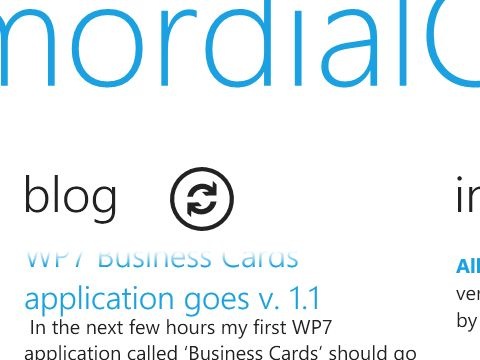 mordialC
blog
in
WP7 Business Cards
application goes v. 1.1
In the next few hours my first WP7
application called ‘Business Cards’ should go
All
ver
by